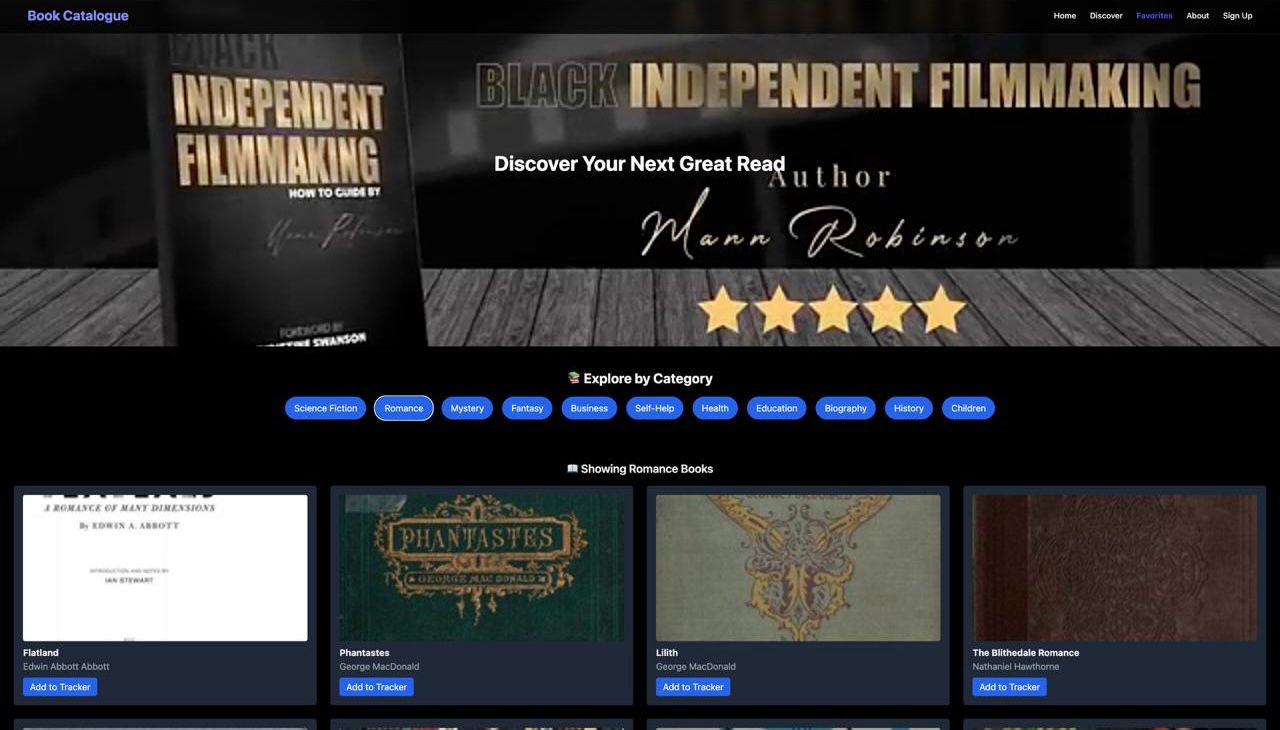 Book Catalogue
Home Discover Favorites About Sign Up
BLACK
INDEPENDENT
FILMMAKING
HOW TO GUIDE BY
Mann Robinson
FOREWORD BY
SWANSON
BLACK INDEPENDENT FILMMAKING
Discover Your Next Great Read
Author
Mann Robinson
📚 Explore by Category
Science Fiction Romance Mystery Fantasy Business Self-Help Health Education Biography History Children
📖 Showing Romance Books
A ROMANCE OF MANY DIMENSIONS
By EDWIN A. ABBOTT
INTRODUCTION AND NOTES BY
IAN STEWART
Flatland
Edwin Abbott Abbott
Add to Tracker
PHANTASTES
GEORGE MAC DONALD
Phantastes
George MacDonald
Add to Tracker
Lilith
George MacDonald
Add to Tracker
The Blithedale Romance
Nathaniel Hawthorne
Add to Tracker